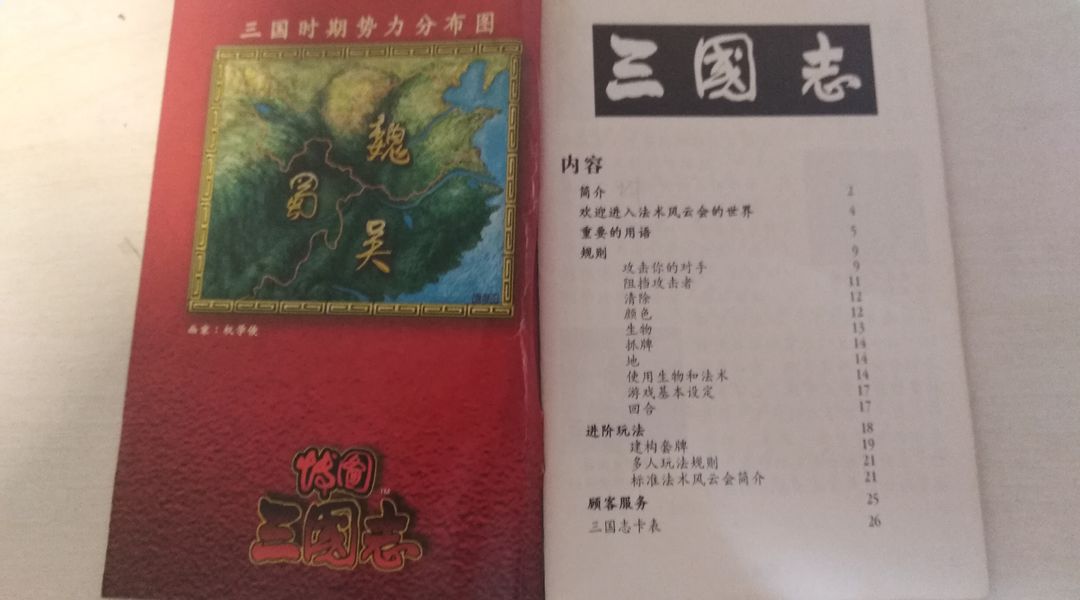 三国时期势力分布图
魏
蜀
吴
三國志
TM
三國志
内容
简介 2
欢迎进入法术风云会的世界 4
重要的用语 5
规则 9
攻击你的对手 9
阻挡攻击者 11
清除 12
颜色 12
生物 13
抓牌 14
地 14
使用生物和法术 14
游戏基本设定 17
回合 17
进阶玩法 18
建构套牌 19
多人玩法规则 21
标准法术风云会简介 21
顾客服务 25
三国志卡表 26